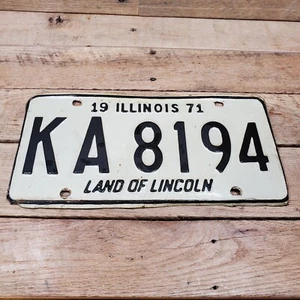 19 ILLINOIS 71
KA 8194
LAND OF LINCOLN